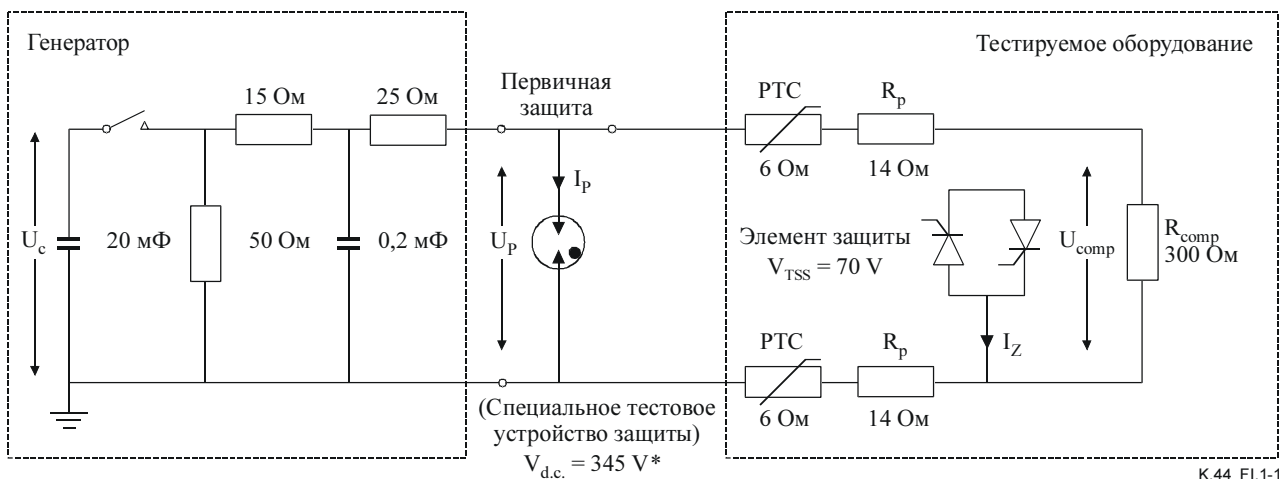 Генератор
Тестируемое оборудование
Первичная
защита
15 Ом
25 Ом
PTC
R_p
6 Ом
14 Ом
I_P
U_c
20 мФ
50 Ом
0,2 мФ
U_P
Элемент защиты
V_TSS = 70 V
U_comp
R_comp
300 Ом
I_Z
PTC
R_p
6 Ом
14 Ом
(Специальное тестовое
устройство защиты)
V_d.c. = 345 V*
K.44_FI.1-1